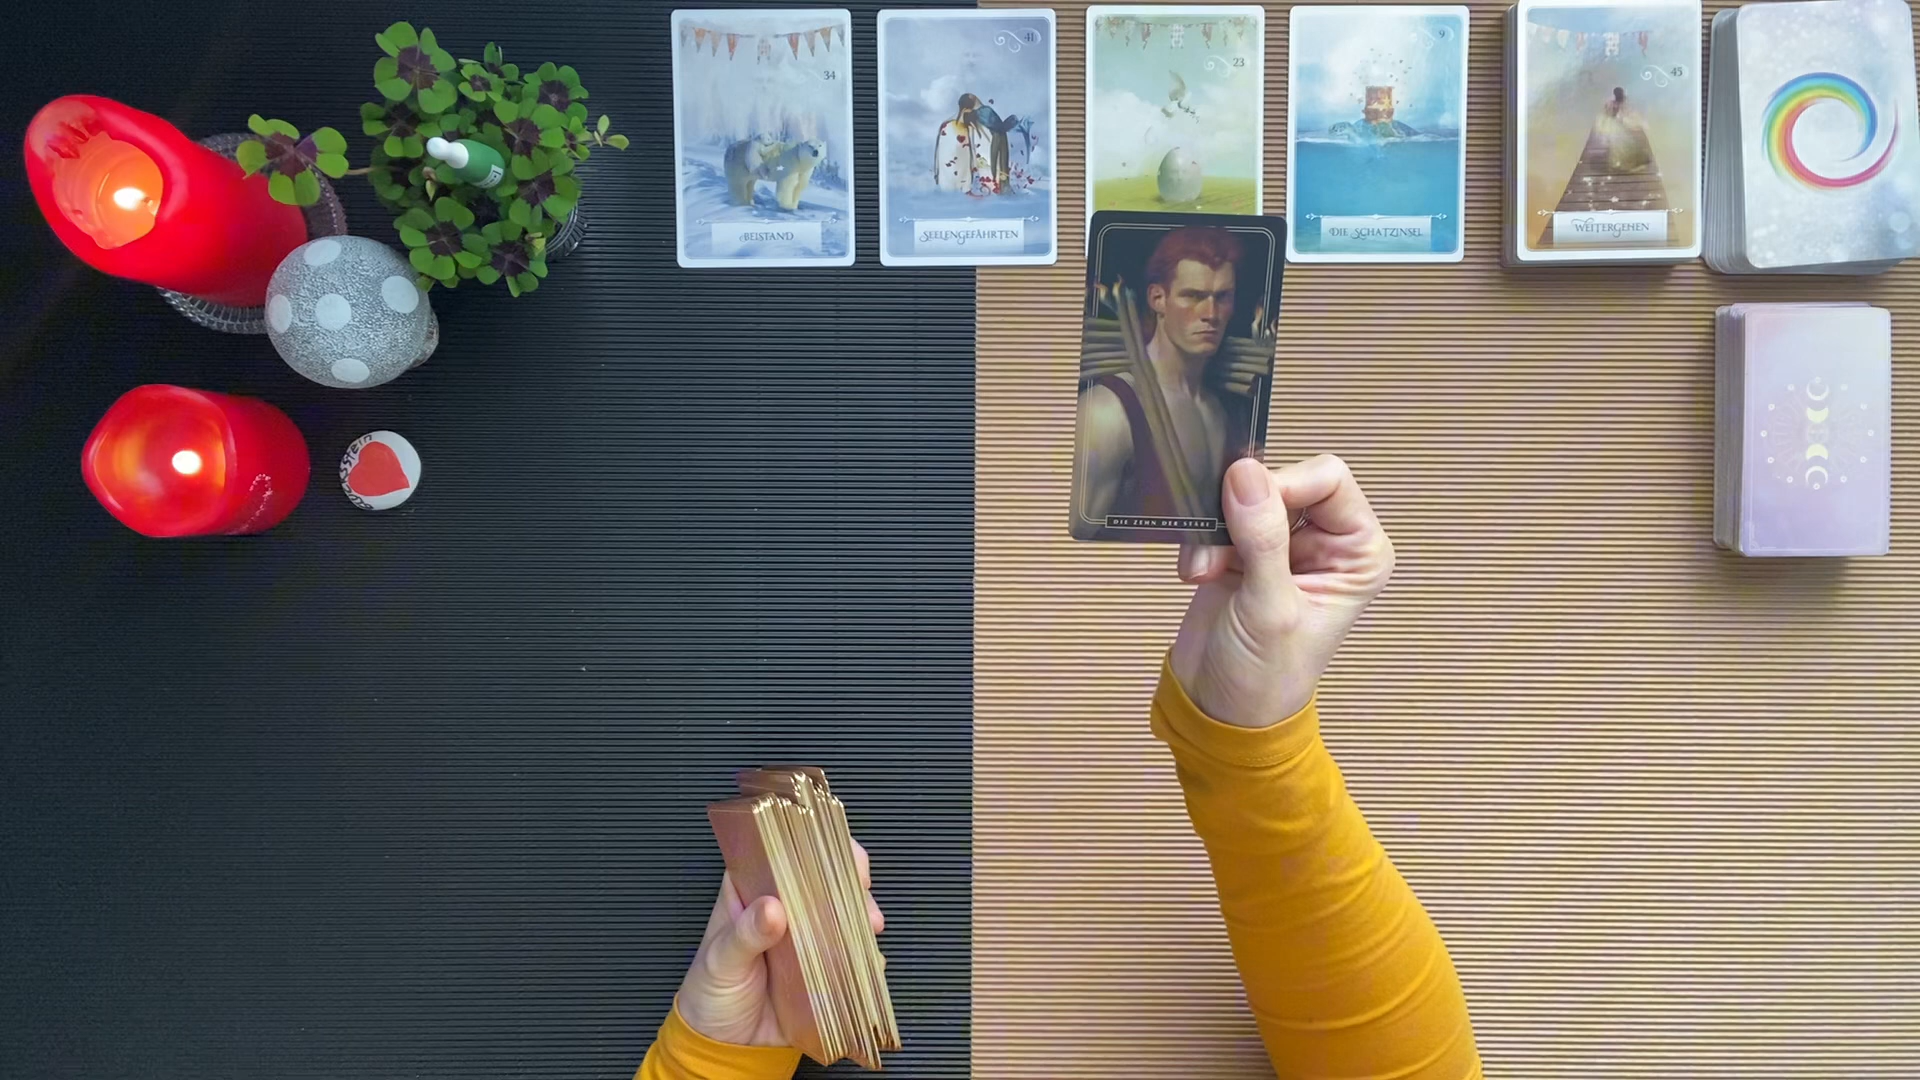 34
BEISTAND
41
SEELENGEFÄHRTEN
23
9
DIE SCHATZINSEL
45
WEITERGEHEN
DIE ZEHN DER STÄBE